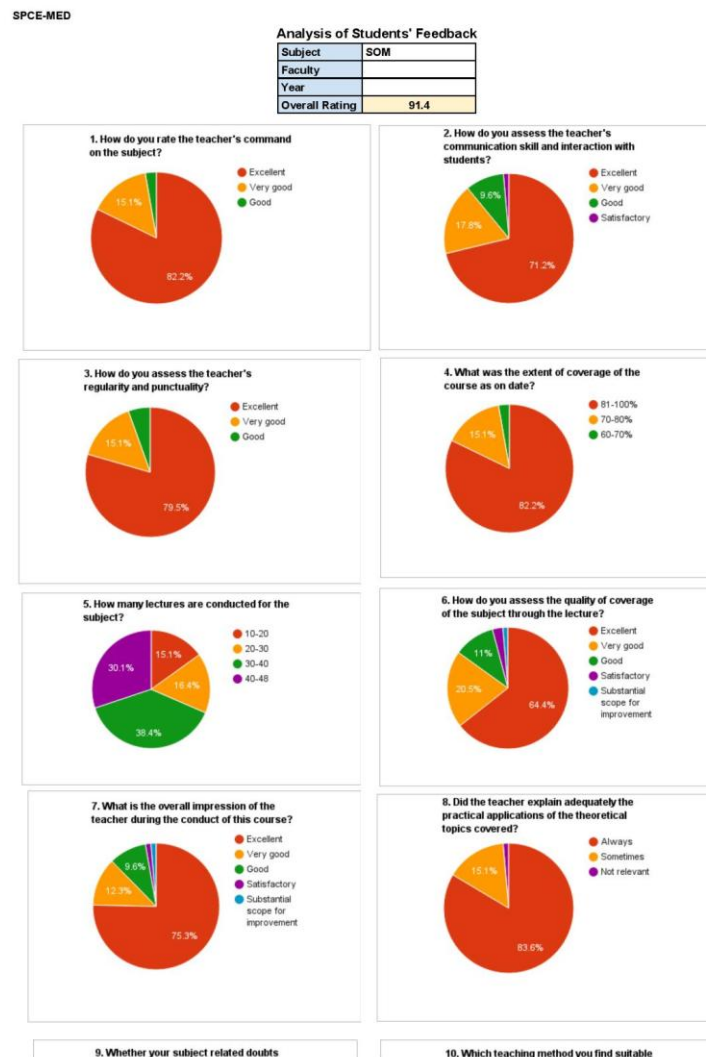 SPCE-MED
Analysis of Students' Feedback
Subject SOM
Faculty
Year
Overall Rating 91.4
1. How do you rate the teacher's command
on the subject?
Excellent
Very good
Good
15.1%
82.2%
2. How do you assess the teacher's
communication skill and interaction with
students?
Excellent
Very good
Good
Satisfactory
9.6%
17.8%
71.2%
3. How do you assess the teacher's
regularity and punctuality?
Excellent
Very good
Good
15.1%
79.5%
4. What was the extent of coverage of the
course as on date?
81-100%
70-80%
60-70%
15.1%
82.2%
5. How many lectures are conducted for the
subject?
10-20
20-30
30-40
40-48
30.1%
15.1%
16.4%
38.4%
6. How do you assess the quality of coverage
of the subject through the lecture?
Excellent
Very good
Good
Satisfactory
Substantial
scope for
improvement
11%
20.5%
64.4%
7. What is the overall impression of the
teacher during the conduct of this course?
Excellent
Very good
Good
Satisfactory
Substantial
scope for
improvement
9.6%
12.3%
75.3%
8. Did the teacher explain adequately the
practical applications of the theoretical
topics covered?
Always
Sometimes
Not relevant
15.1%
83.6%
9. Whether your subject related doubts
10. Which teaching method you find suitable